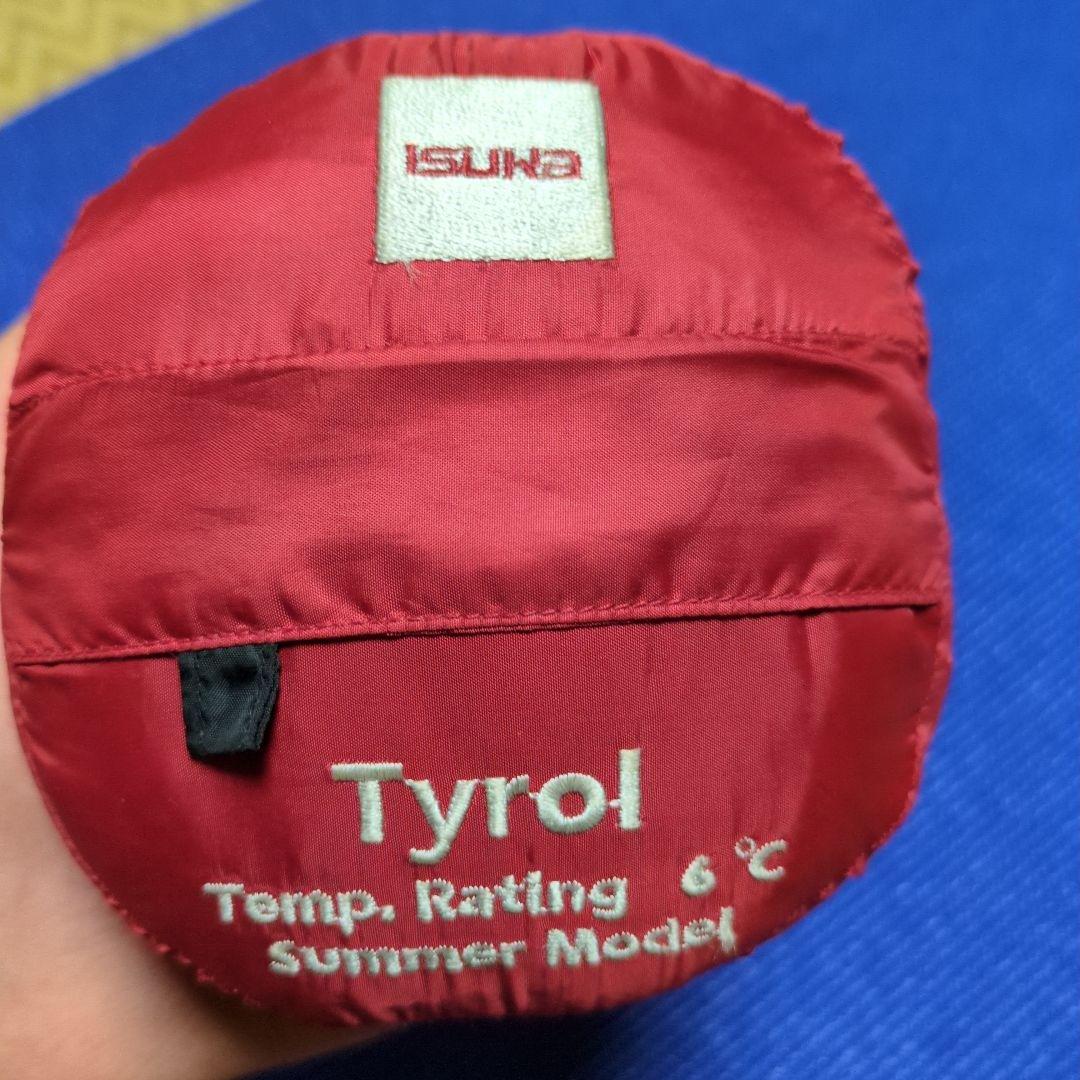 ISUKA
Tyrol
Temp. Rating 6 ℃
Summer Model